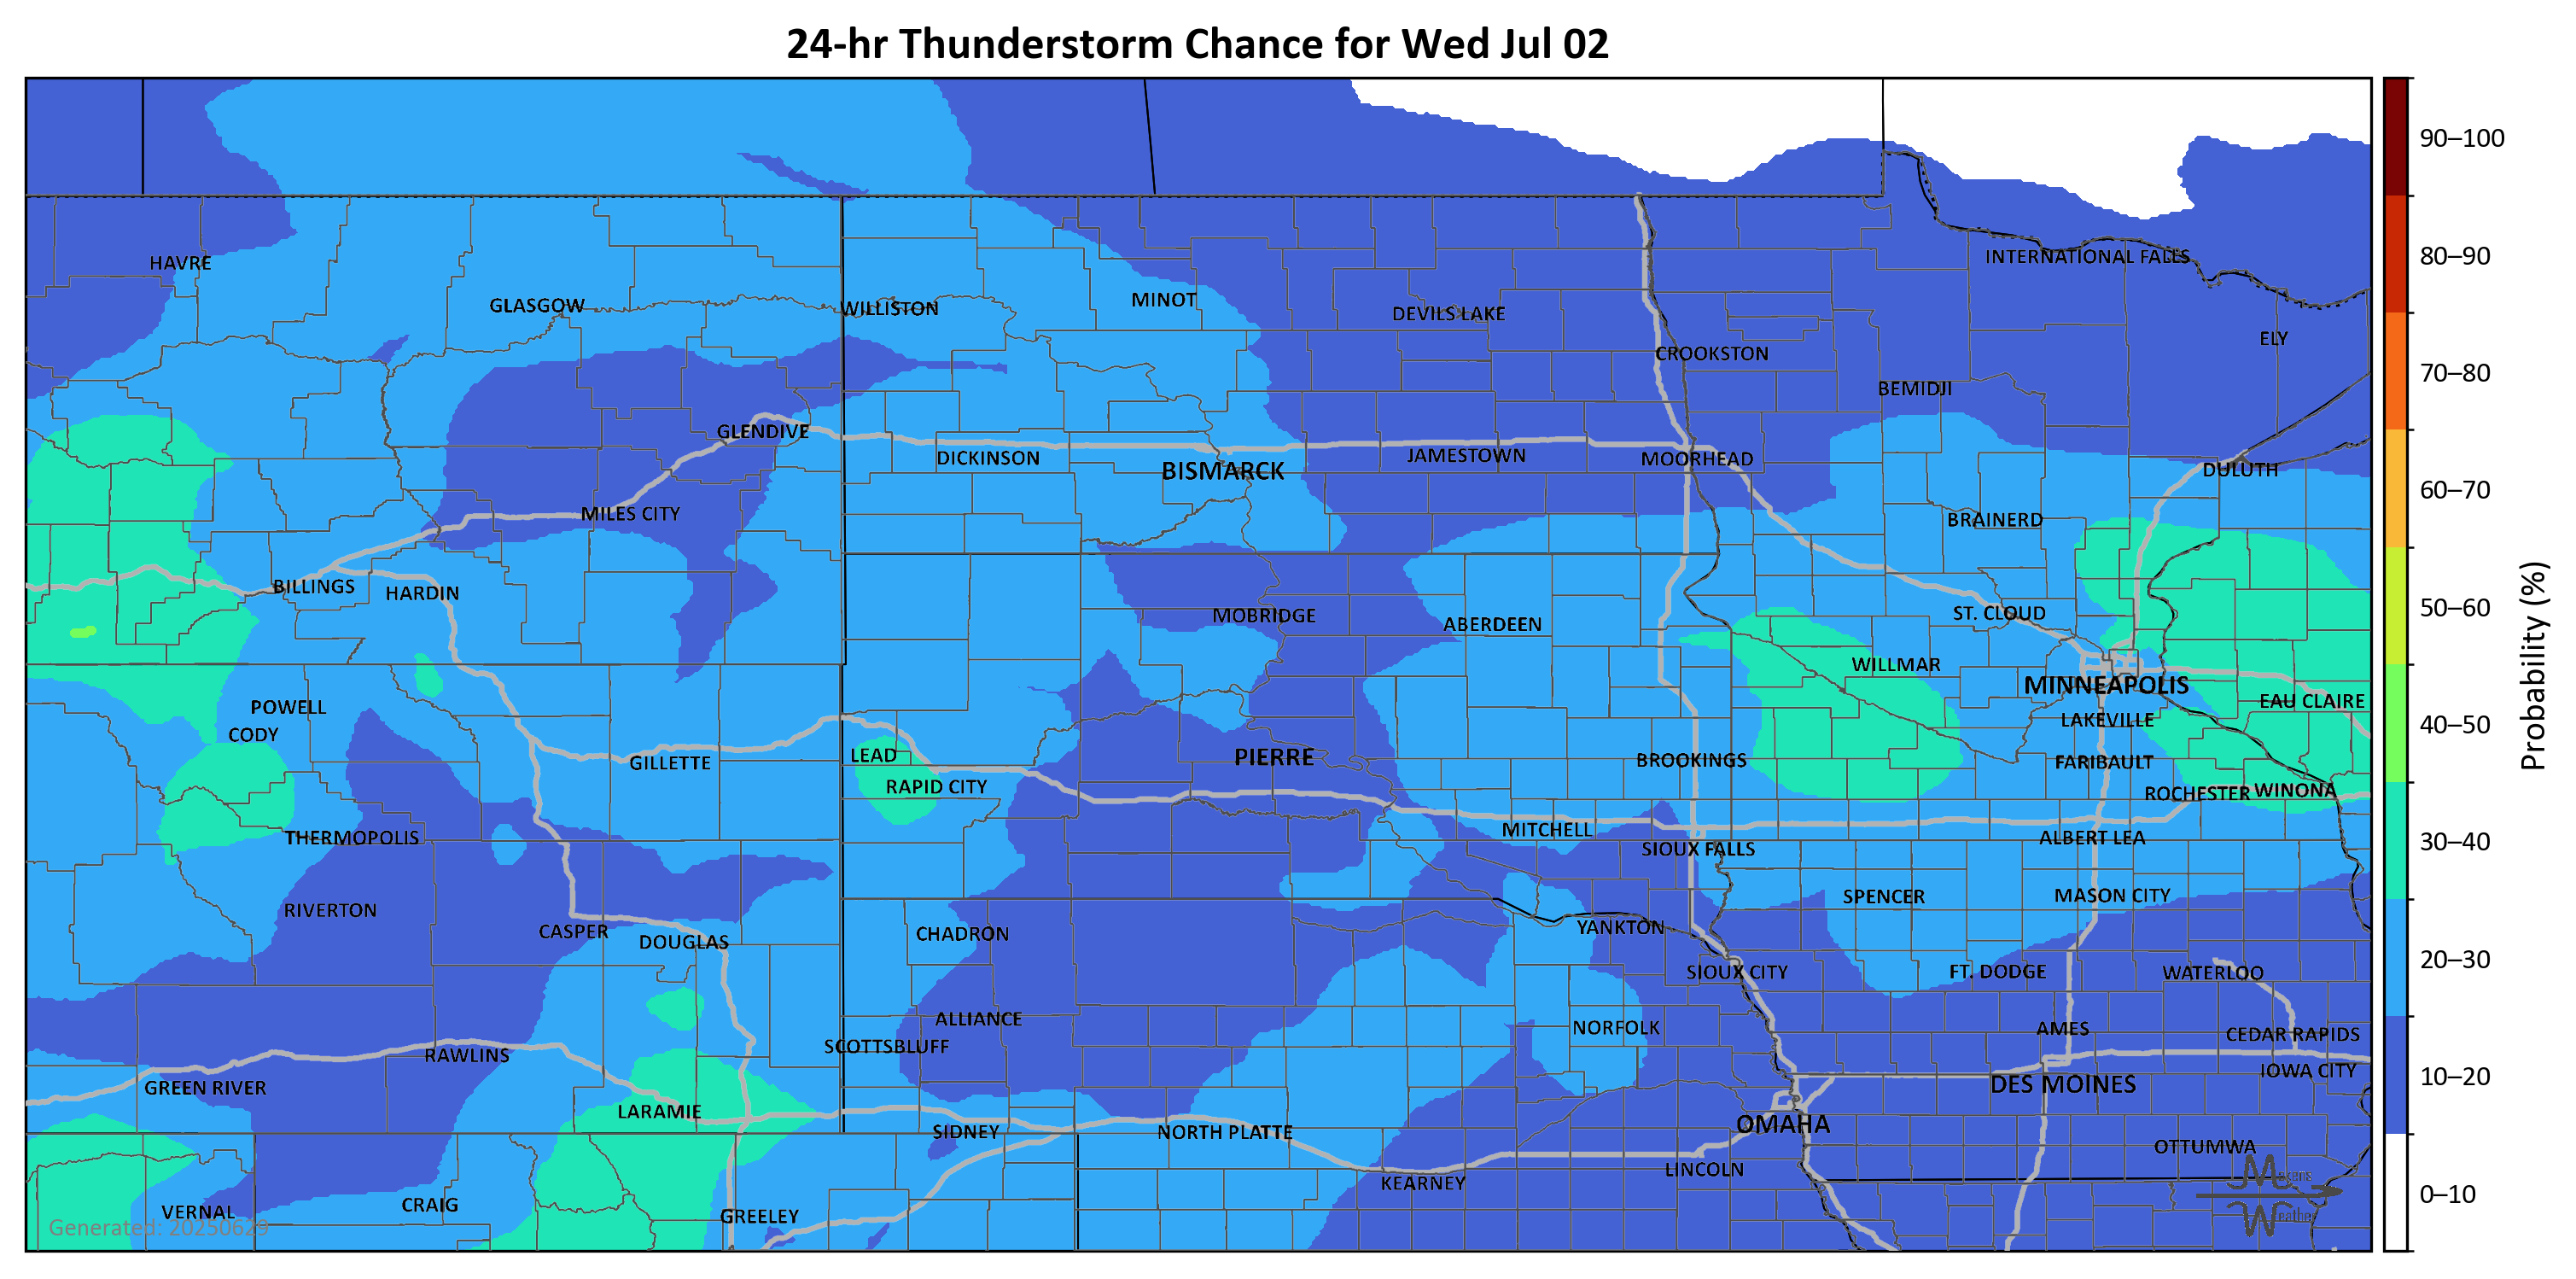 24-hr Thunderstorm Chance for Wed Jul 02
90–100
INTERNATIONAL FALLS
80–90
HAVRE
MINOT
GLASGOW
WILLISTON
DEVILS LAKE
ELY
CROOKSTON
70–80
BEMIDJI
GLENDIVE
DICKINSON
JAMESTOWN
MOORHEAD
BISMARCK
DULUTH
60–70
MILES CITY
BRAINERD
BILLINGS
HARDIN
50–60
MOBRIDGE
ABERDEEN
ST. CLOUD
Probability (%)
WILLMAR
MINNEAPOLIS
EAU CLAIRE
POWELL
LAKEVILLE
40–50
CODY
LEAD
PIERRE
BROOKINGS
GILLETTE
FARIBAULT
RAPID CITY
ROCHESTER
WINONA
MITCHELL
THERMOPOLIS
ALBERT LEA
30–40
SIOUX FALLS
SPENCER
MASON CITY
RIVERTON
YANKTON
CASPER
CHADRON
DOUGLAS
20–30
SIOUX CITY
FT. DODGE
WATERLOO
ALLIANCE
NORFOLK
AMES
CEDAR RAPIDS
SCOTTSBLUFF
RAWLINS
IOWA CITY
10–20
GREEN RIVER
DES MOINES
LARAMIE
OMAHA
SIDNEY
NORTH PLATTE
OTTUMWA
LINCOLN
Makens
KEARNEY
0–10
CRAIG
VERNAL
GREELEY
Weather
Generated: 20250629